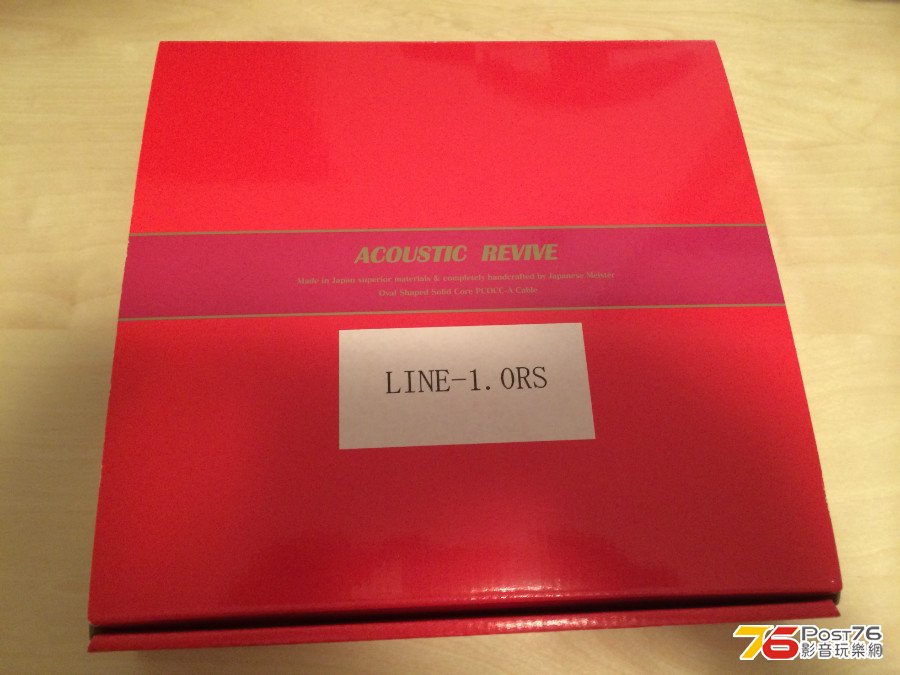 ACOUSTIC REVIVE
Made in Japan superior materials & completely handcrafted by Japanese Meister
Oval Shaped Solid Core PCOCC-A Cable
LINE-1.0RS
76 POST76
影音玩樂網